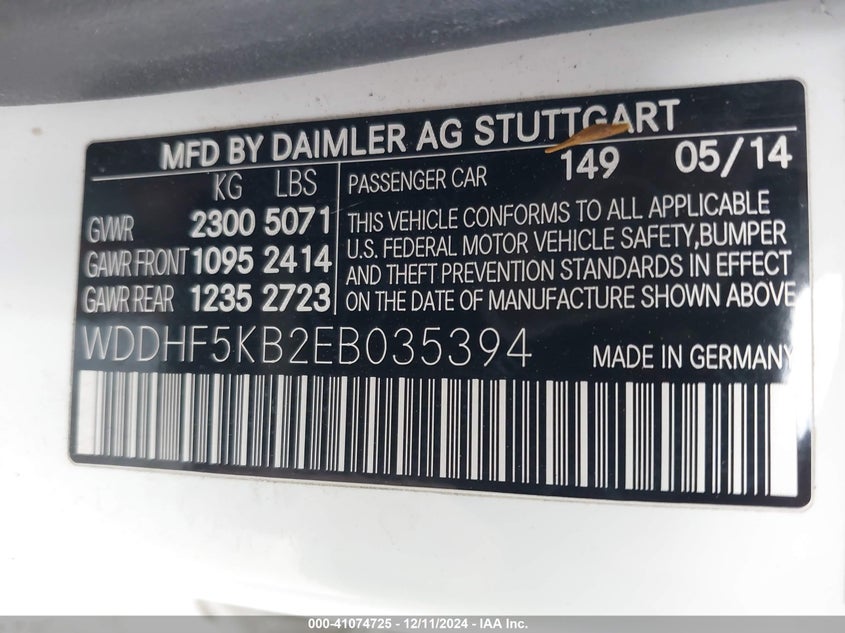 MFD BY DAIMLER AG STUTTGART
KG LBS
GVWR 2300 5071
GAWR FRONT 1095 2414
GAWR REAR 1235 2723
PASSENGER CAR 149 05/14
THIS VEHICLE CONFORMS TO ALL APPLICABLE
U.S. FEDERAL MOTOR VEHICLE SAFETY,BUMPER
AND THEFT PREVENTION STANDARDS IN EFFECT
ON THE DATE OF MANUFACTURE SHOWN ABOVE
WDDHF5KB2EB035394
MADE IN GERMANY
000-41074725 - 12/11/2024 - IAA Inc.